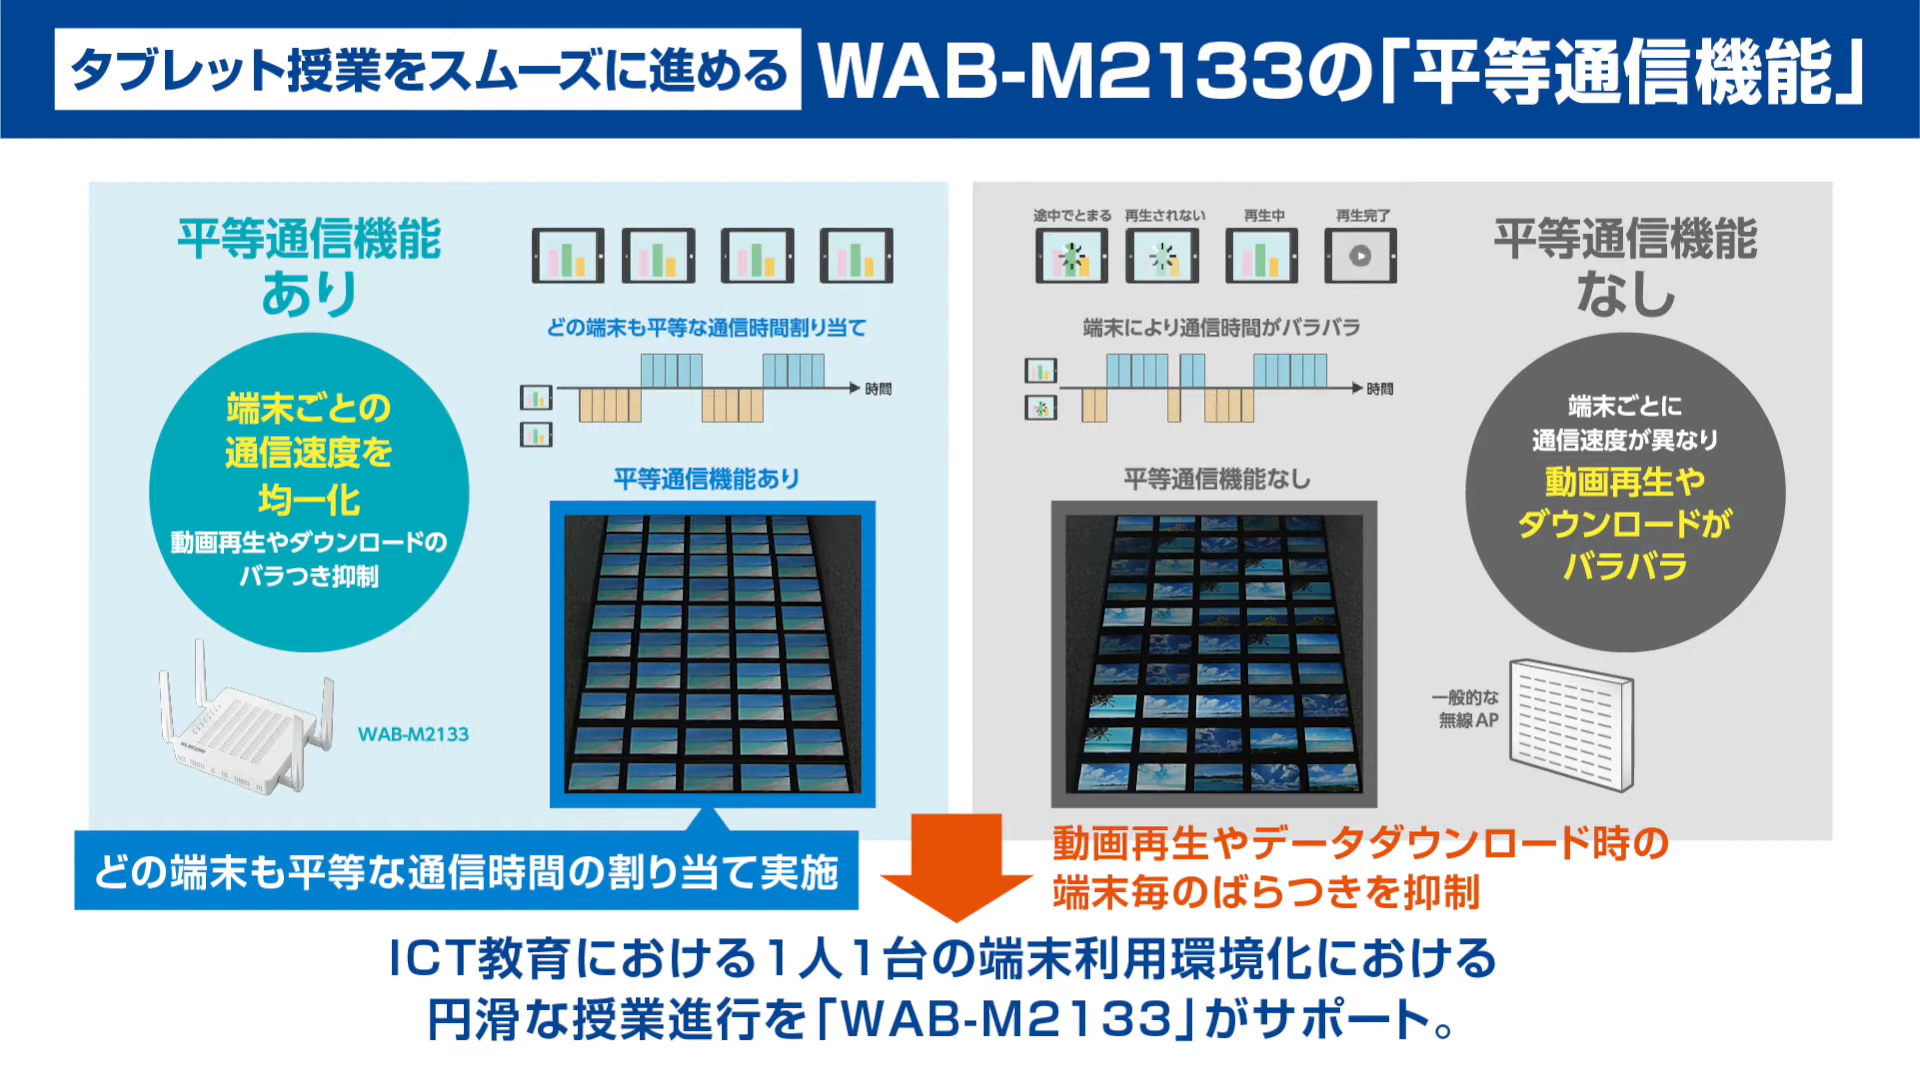 タブレット授業をスムーズに進める WAB-M2133の「平等通信機能」
平等通信機能
あり
端末ごとの
通信速度を
均一化
動画再生やダウンロードの
バラつき抑制
ELECOM
WAB-M2133
どの端末も平等な通信時間割り当て
時間
平等通信機能あり
どの端末も平等な通信時間の割り当て実施
途中でとまる 再生されない 再生中 再生完了
端末により通信時間がバラバラ
時間
平等通信機能なし
平等通信機能
なし
端末ごとに
通信速度が異なり
動画再生や
ダウンロードが
バラバラ
一般的な
無線AP
動画再生やデータダウンロード時の
端末毎のばらつきを抑制
ICT教育における1人1台の端末利用環境化における
円滑な授業進行を「WAB-M2133」がサポート。